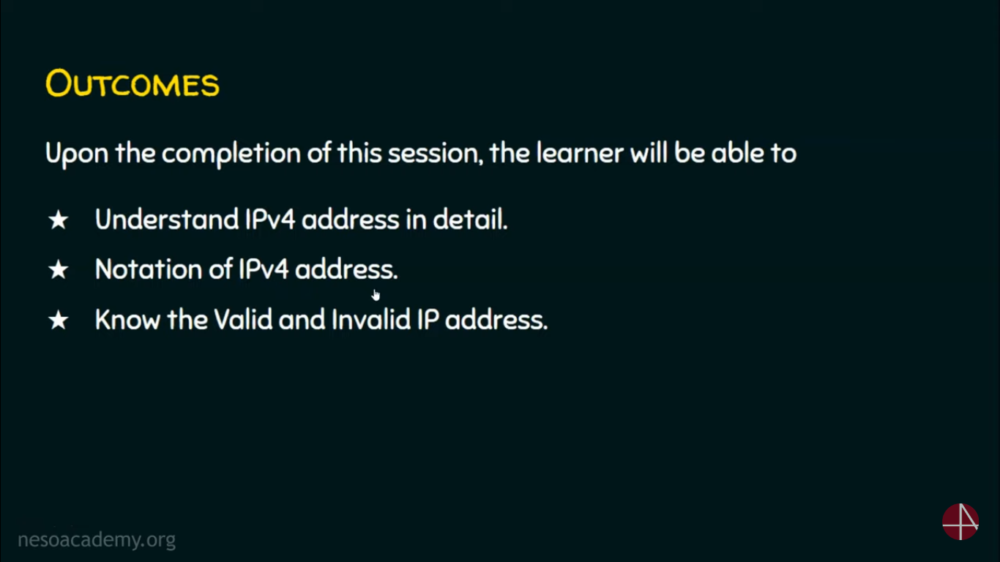 OUTCOMES
Upon the completion of this session, the learner will be able to
★ Understand IPv4 address in detail.
★ Notation of IPv4 address.
★ Know the Valid and Invalid IP address.
nesoacademy.org